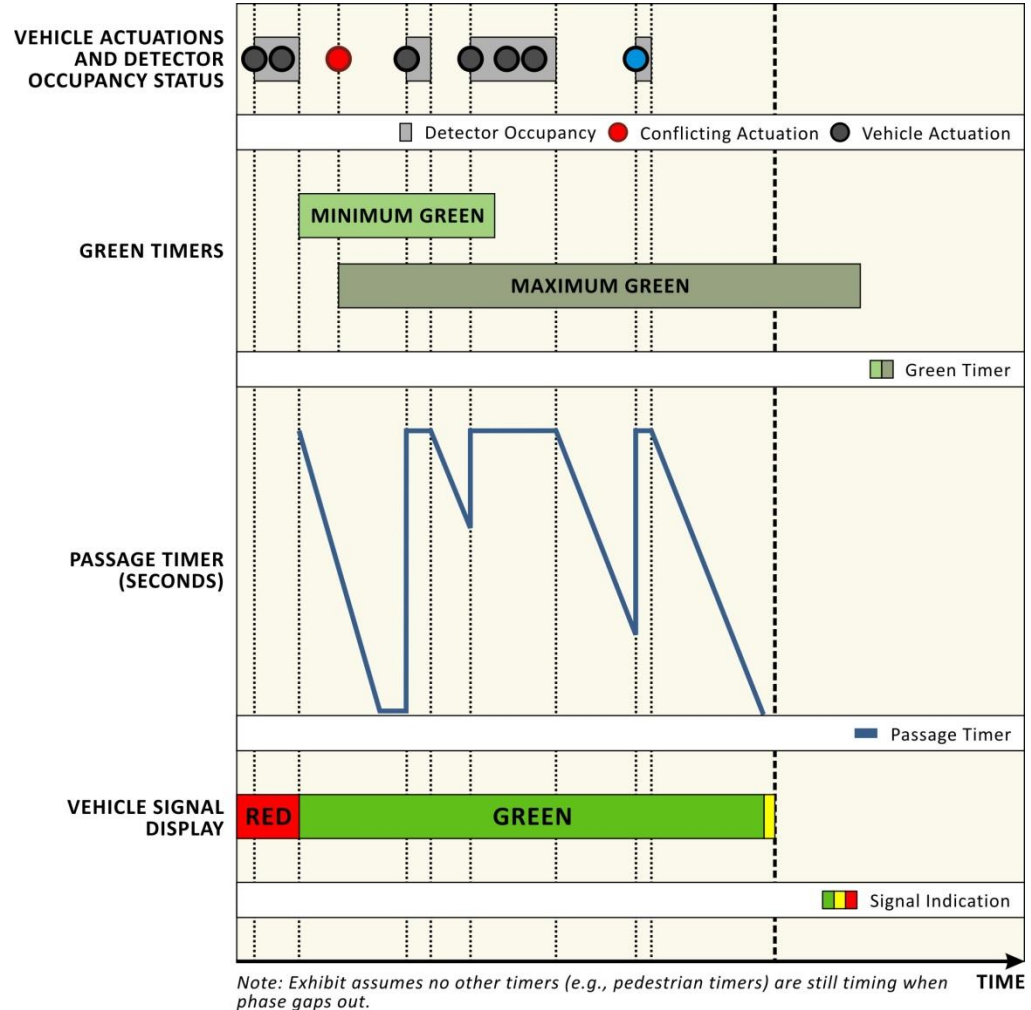 VEHICLE ACTUATIONS
AND DETECTOR
OCCUPANCY STATUS
Detector Occupancy Conflicting Actuation Vehicle Actuation
MINIMUM GREEN
GREEN TIMERS
MAXIMUM GREEN
Green Timer
PASSAGE TIMER
(SECONDS)
Passage Timer
VEHICLE SIGNAL
DISPLAY
RED GREEN
Signal Indication
TIME
Note: Exhibit assumes no other timers (e.g., pedestrian timers) are still timing when
phase gaps out.